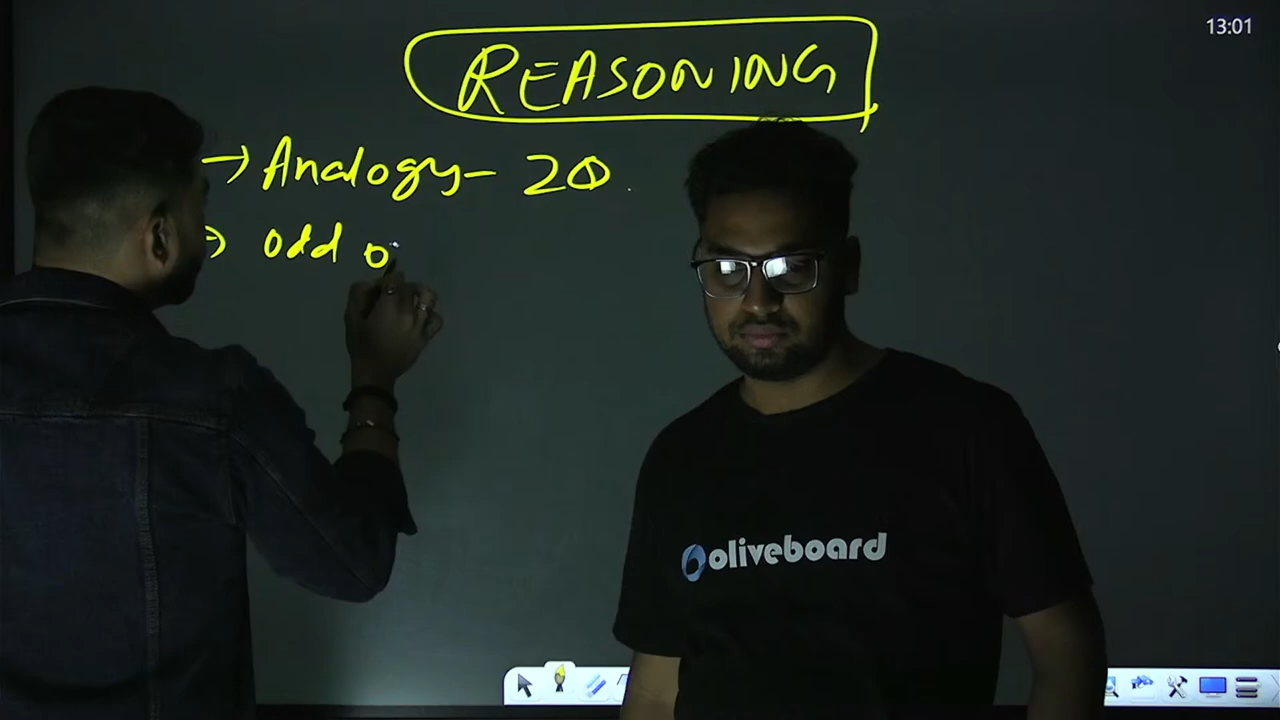 13:01
REASONING
→ Analogy - 20
→ odd o
oliveboard